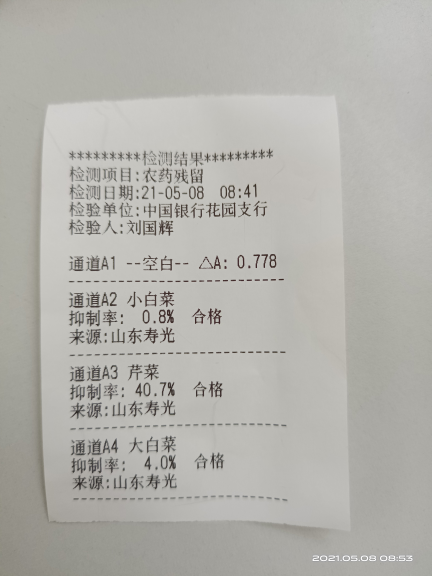 *********检测结果*********
检测项目:农药残留
检测日期:21-05-08 08:41
检验单位:中国银行花园支行
检验人:刘国辉
通道A1 --空白-- △A: 0.778
------------------------
通道A2 小白菜
抑制率: 0.8% 合格
来源:山东寿光
------------------------
通道A3 芹菜
抑制率: 40.7% 合格
来源:山东寿光
------------------------
通道A4 大白菜
抑制率: 4.0% 合格
来源:山东寿光
------------------------
2021.05.08 08:53